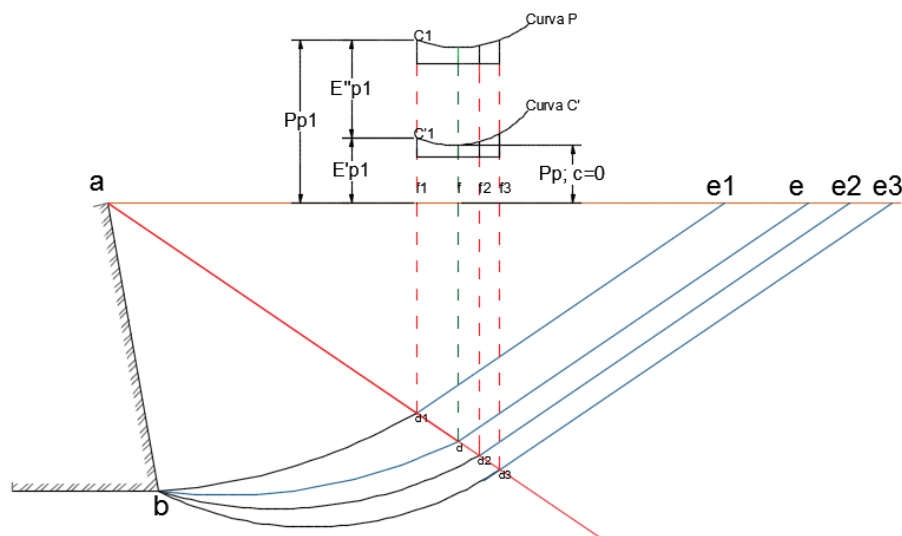 Curva P
C1
E"p1
Pp1
Curva C'
C'1
E'p1
Pp; c=0
a
f1
f
f2
f3
e1
e
e2
e3
d1
d
d2
d3
b